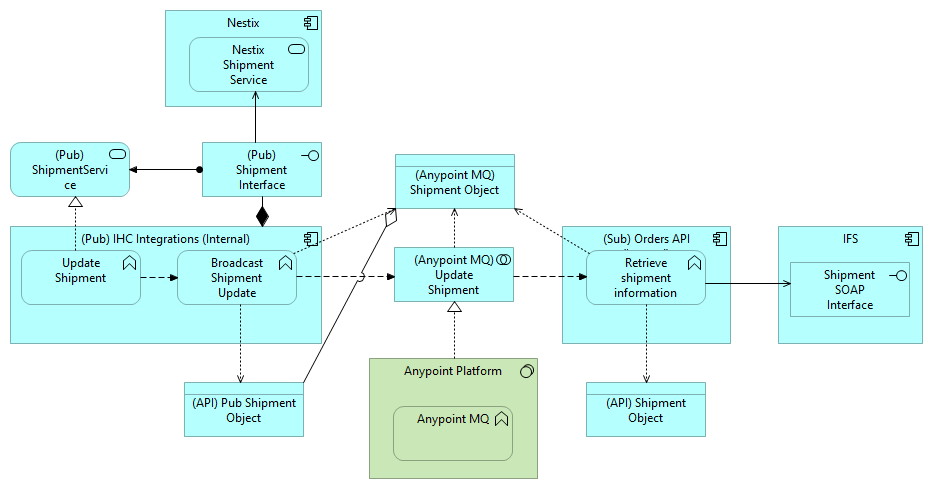 Nestix
Nestix
Shipment
Service
(Pub)
ShipmentServi
ce
(Pub)
Shipment
Interface
(Anypoint MQ)
Shipment Object
(Pub) IHC Integrations (Internal)
Update
Shipment
Broadcast
Shipment
Update
(Anypoint MQ)
Update
Shipment
(Sub) Orders API
Retrieve
shipment
information
IFS
Shipment
SOAP
Interface
(API) Pub Shipment
Object
Anypoint Platform
Anypoint MQ
(API) Shipment
Object